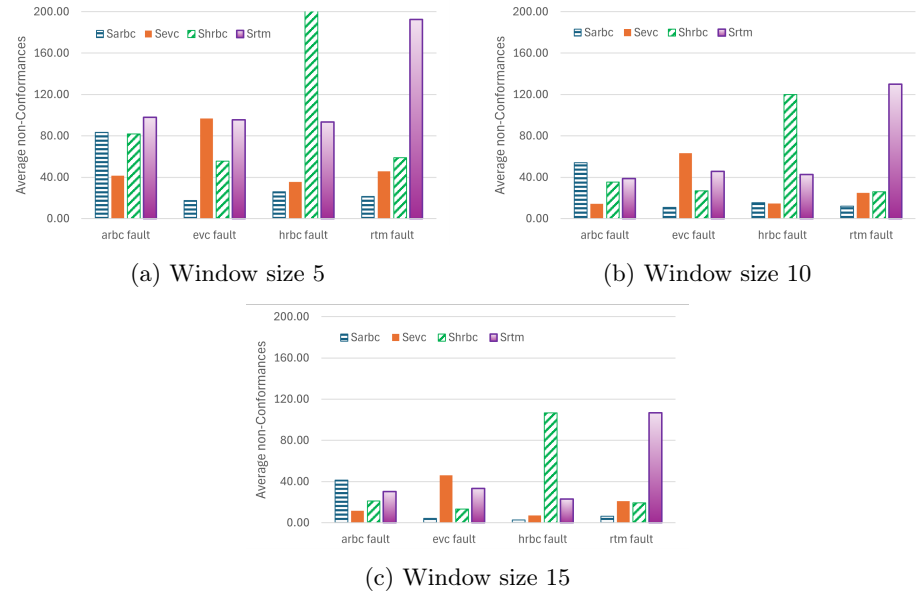 200.00
160.00
120.00
80.00
40.00
0.00
Average non-Conformances
Sarbc Sevc Shrbc Srtm
arbc fault evc fault hrbc fault rtm fault
(a) Window size 5
200.00
160.00
120.00
80.00
40.00
0.00
Average non-Conformances
Sarbc Sevc Shrbc Srtm
arbc fault evc fault hrbc fault rtm fault
(b) Window size 10
200.00
160.00
120.00
80.00
40.00
0.00
Average non-Conformances
Sarbc Sevc Shrbc Srtm
arbc fault evc fault hrbc fault rtm fault
(c) Window size 15